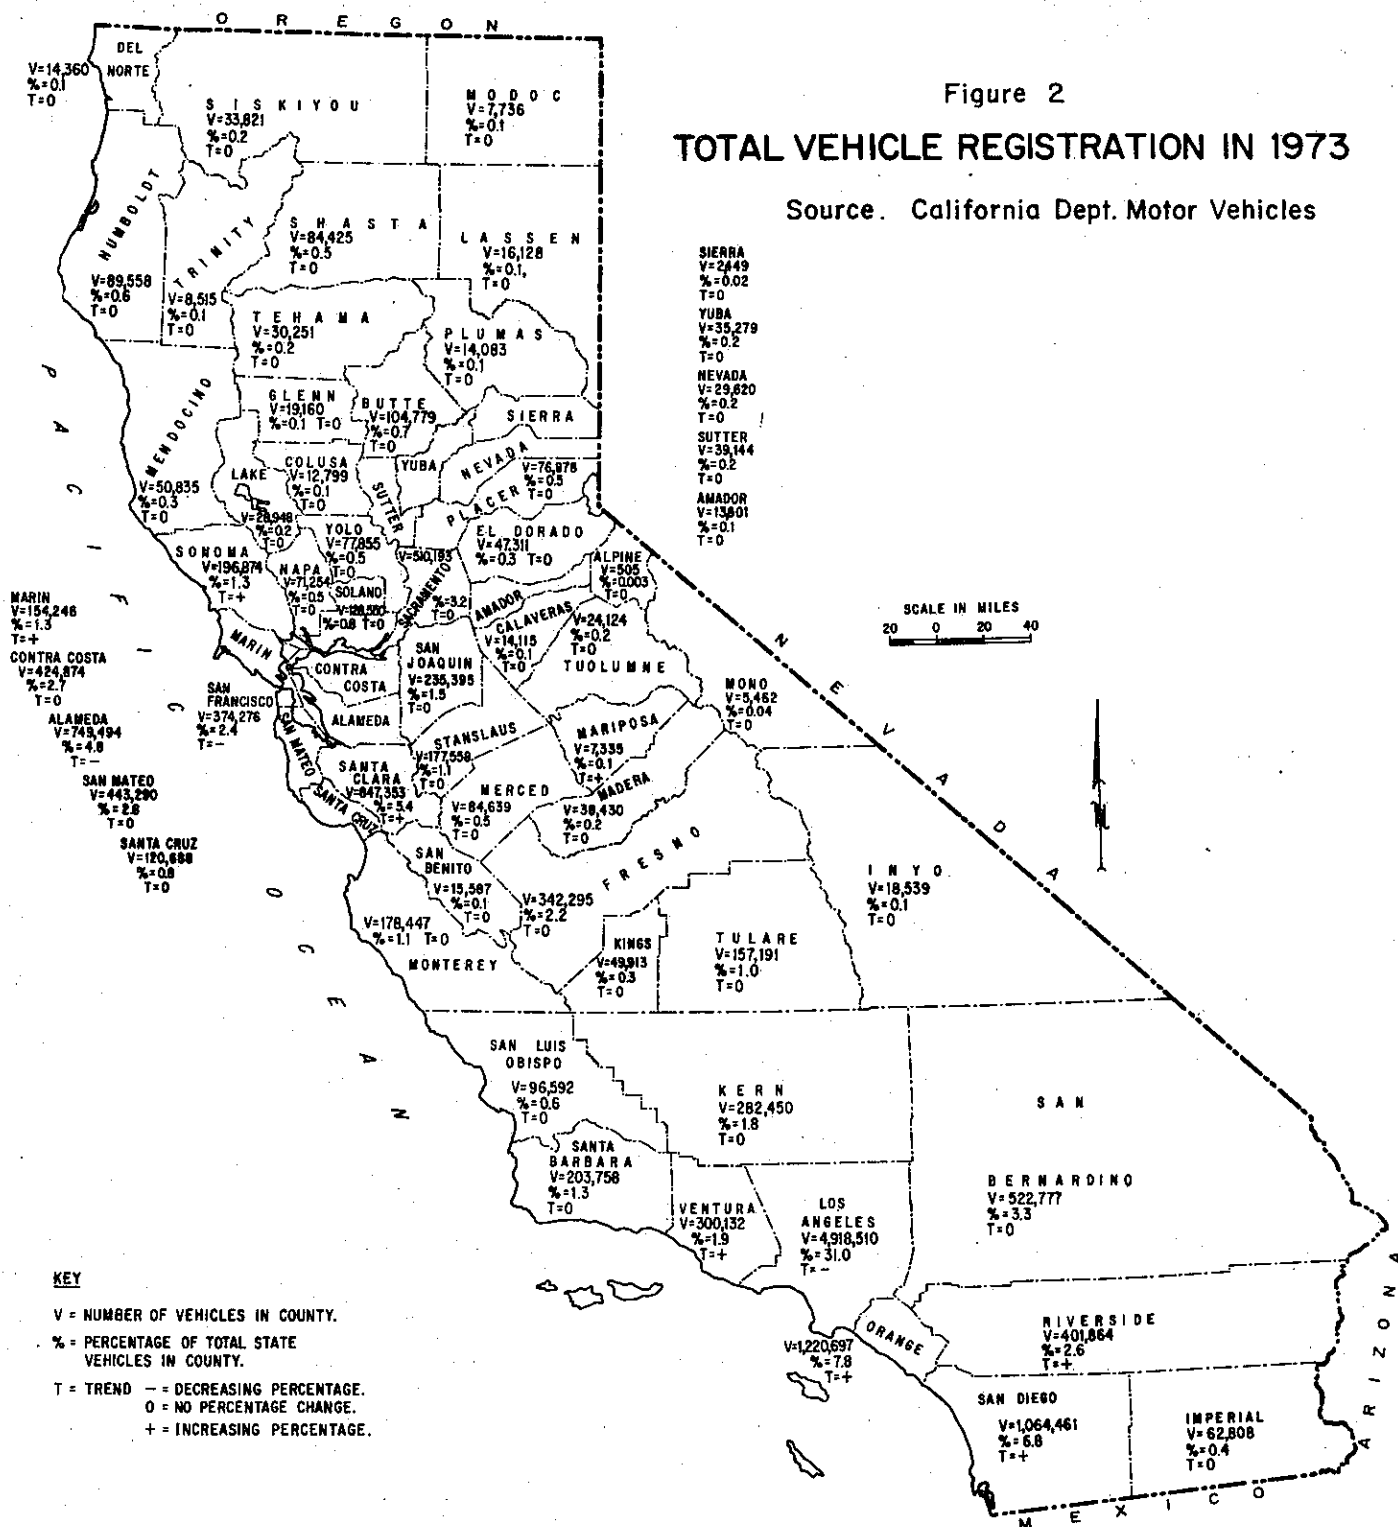 OREGON
Figure 2
TOTAL VEHICLE REGISTRATION IN 1973
Source. California Dept. Motor Vehicles
DEL
NORTE
V=14,360
%=0.1
T=0
SISKIYOU
V=33,821
%=0.2
T=0
MODOC
V=7,736
%=0.1
T=0
HUMBOLDT
V=89,558
%=0.6
T=0
TRINITY
V=8,515
%=0.1
T=0
SHASTA
V=84,425
%=0.5
T=0
LASSEN
V=16,128
%=0.1,
T=0
TEHAMA
V=30,251
%=0.2
T=0
PLUMAS
V=14,083
%=0.1
T=0
SIERRA
V=2,449
%=0.02
T=0
YUBA
V=35,279
%=0.2
T=0
NEVADA
V=29,620
%=0.2
T=0
SUTTER
V=39,144
%=0.2
T=0
AMADOR
%=0.1
T=0
MENDOCINO
V=50,835
%=0.3
T=0
GLENN
V=19,160
%=0.1 T=0
BUTTE
V=104,779
%=0.7
T=0
SIERRA
LAKE
%=0.2
T=0
COLUSA
V=12,799
%=0.1
T=0
SUTTER
YUBA
NEVADA
PLACER
V=76,978
%=0.5
T=0
SONOMA
V=196,874
%=1.3
T=+
NAPA
V=71,254
%=0.5
T=0
YOLO
V=77,855
%=0.5
T=0
SOLANO
%=0.8 T=0
SACRAMENTO
V=510,193
%=3.2
T=0
EL DORADO
V=47,311
%=0.3 T=0
ALPINE
V=505
%=0.003
T=0
AMADOR
CALAVERAS
V=14,115
%=0.1
T=0
V=24,124
%=0.2
T=0
TUOLUMNE
SCALE IN MILES
20 0 20 40
MARIN
V=154,246
%=1.3
T=+
CONTRA COSTA
V=424,874
%=2.7
T=0
ALAMEDA
V=749,494
%=4.8
T=-
SAN MATEO
V=443,290
%=2.8
T=0
SANTA CRUZ
V=120,688
%=0.8
T=0
MARIN
SAN
FRANCISCO
V=374,276
%=2.4
T=-
CONTRA
COSTA
ALAMEDA
SAN MATEO
SAN
JOAQUIN
V=235,395
%=1.5
T=0
STANSLAUS
V=177,558
%=1.1
T=0
SANTA
CLARA
V=847,353
%=5.4
T=+
SANTA CRUZ
MERCED
V=84,639
%=0.5
T=0
MARIPOSA
V=7,335
%=0.1
T=+
MADERA
V=38,430
%=0.2
T=0
MONO
V=5,462
%=0.04
T=0
N
SAN
BENITO
V=15,587
%=0.1
T=0
FRESNO
V=342,295
%=2.2
T=0
INYO
V=18,539
%=0.1
T=0
V=178,447
%=1.1 T=0
MONTEREY
KINGS
V=49,913
%=0.3
T=0
TULARE
V=157,191
%=1.0
T=0
PACIFIC
OCEAN
NEVADA
SAN LUIS
OBISPO
V=96,592
%=0.6
T=0
KERN
V=282,450
%=1.8
T=0
SAN
BERNARDINO
V=522,777
%=3.3
T=0
SANTA
BARBARA
V=203,758
%=1.3
T=0
VENTURA
V=300,132
%=1.9
T=+
LOS
ANGELES
V=4,918,510
%=31.0
T=-
ORANGE
V=1,220,697
%=7.8
T=+
RIVERSIDE
V=401,864
%=2.6
T=+
SAN DIEGO
V=1,064,461
%=6.8
T=+
IMPERIAL
V=62,808
%=0.4
T=0
ARIZONA
MEXICO
KEY
V = NUMBER OF VEHICLES IN COUNTY.
% = PERCENTAGE OF TOTAL STATE
VEHICLES IN COUNTY.
T = TREND - = DECREASING PERCENTAGE.
0 = NO PERCENTAGE CHANGE.
+ = INCREASING PERCENTAGE.